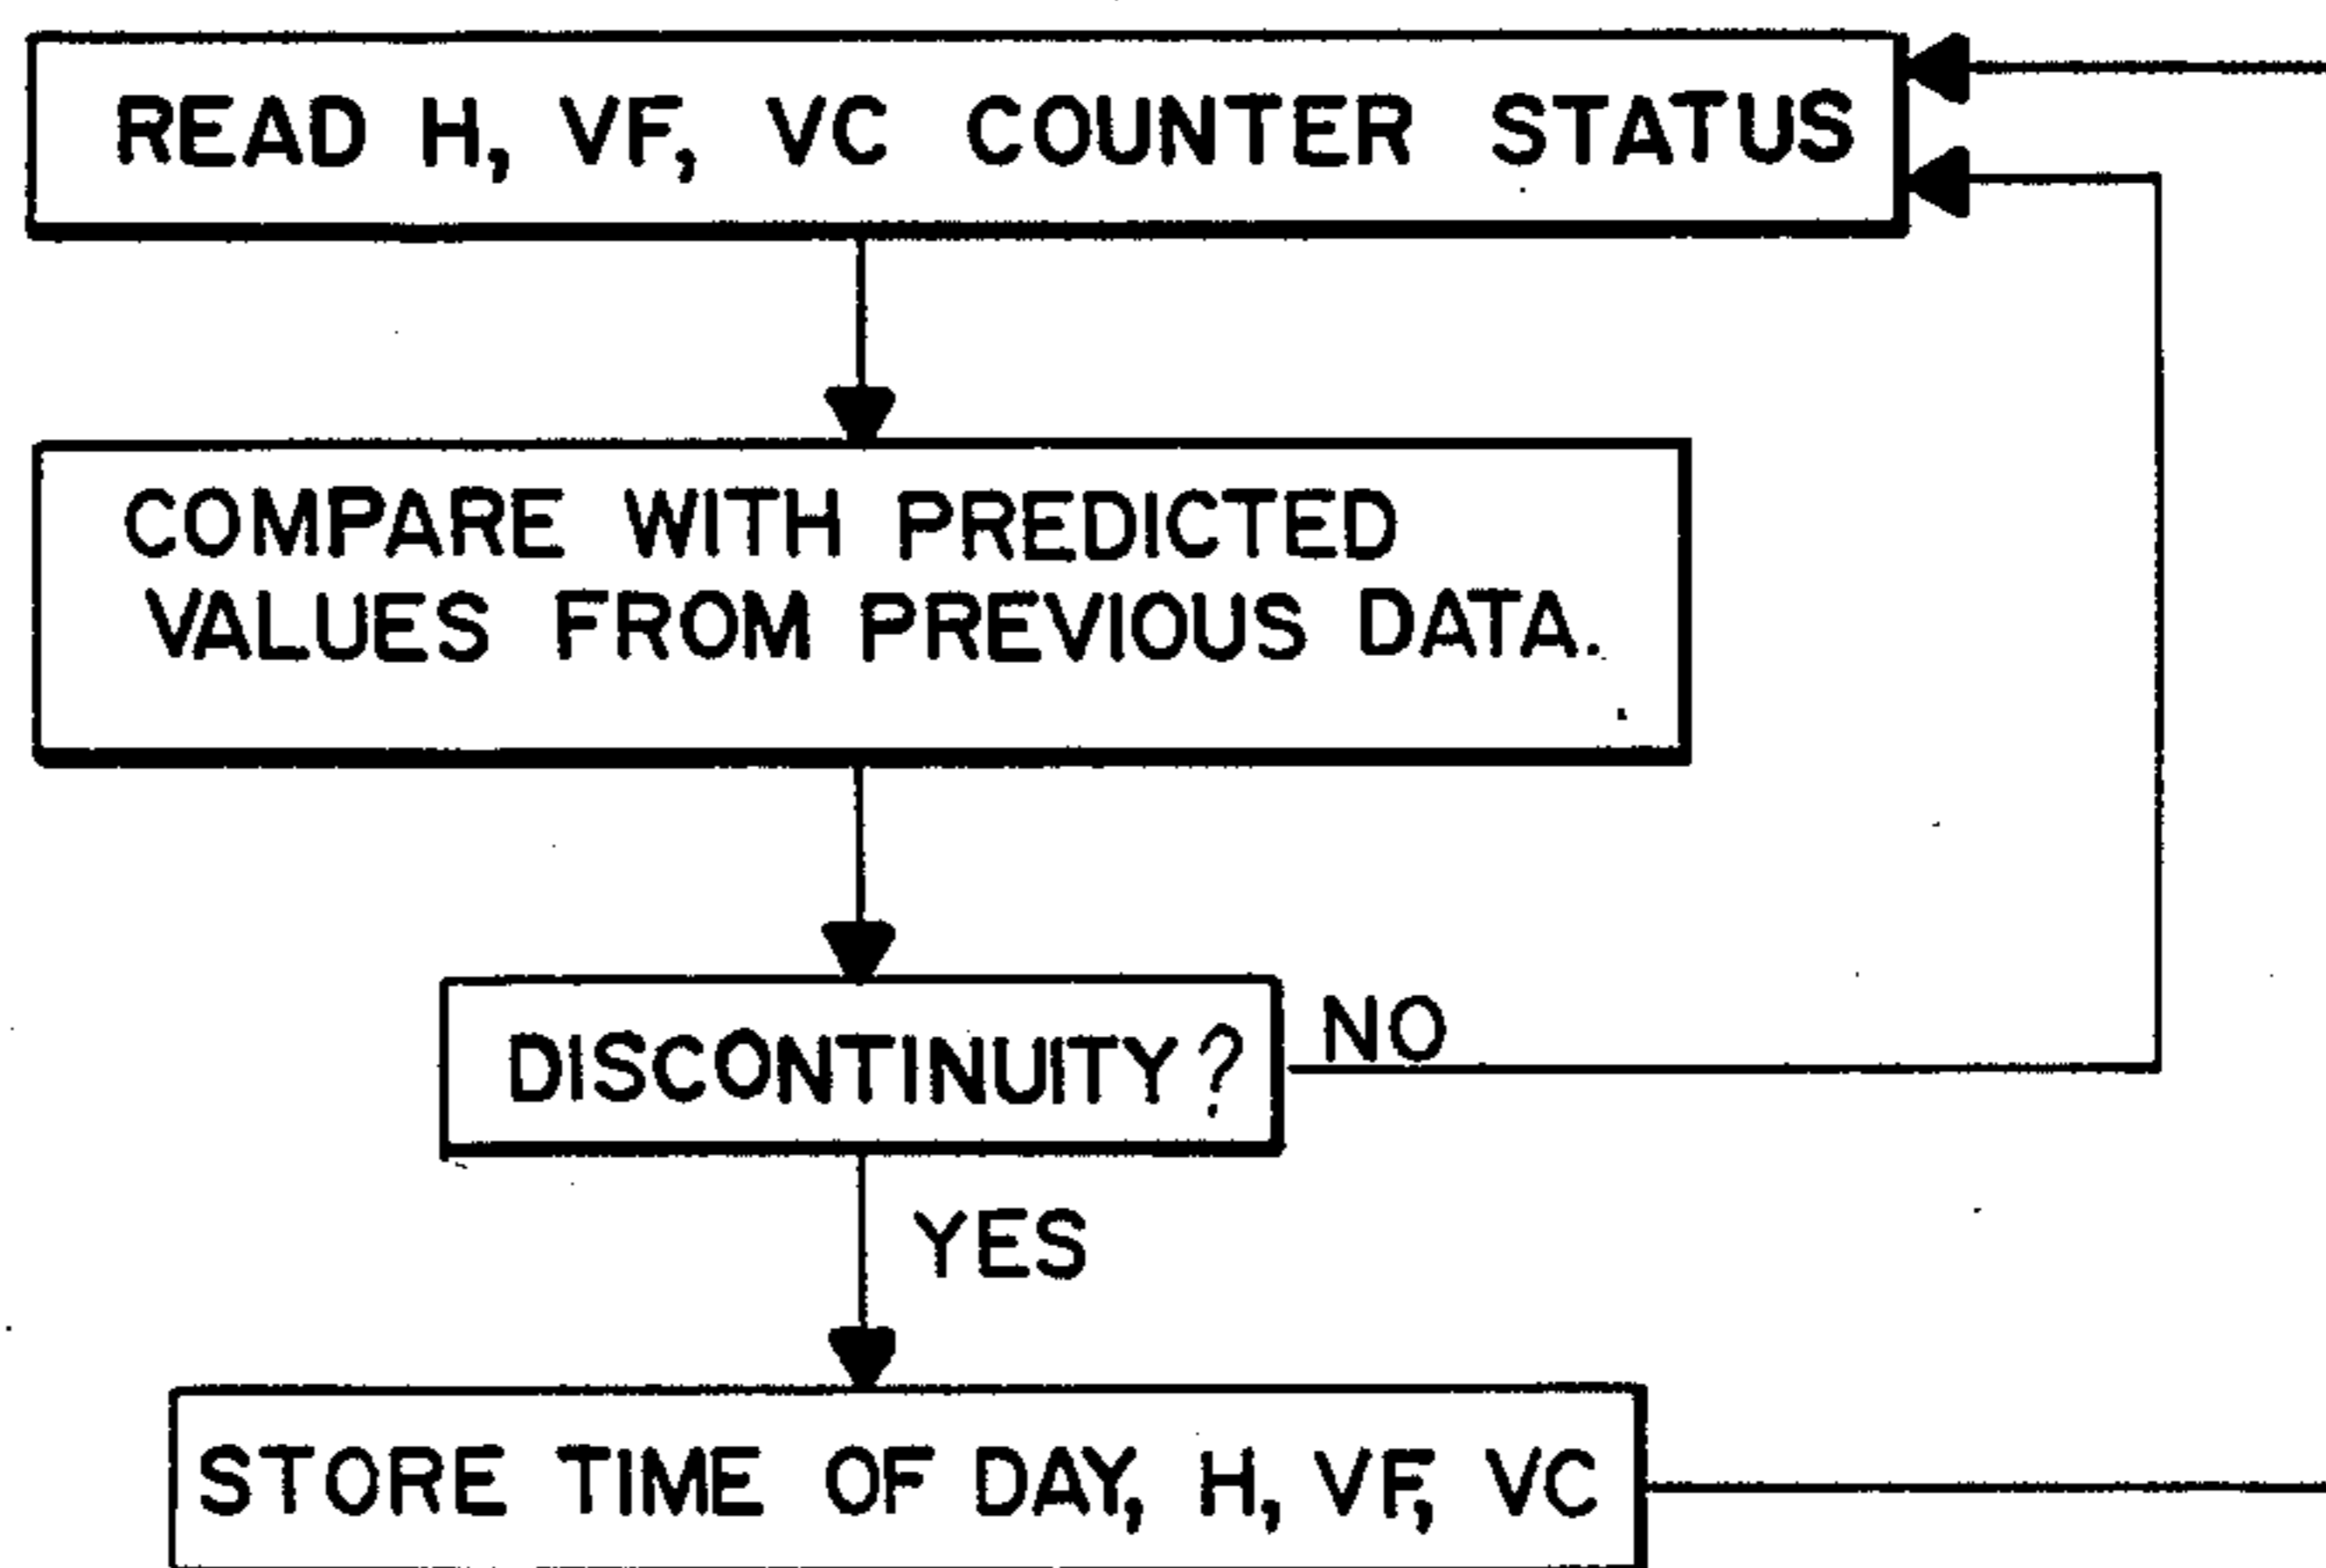 READ H, VF, VC COUNTER STATUS
COMPARE WITH PREDICTED
VALUES FROM PREVIOUS DATA.
DISCONTINUITY?
NO
YES
STORE TIME OF DAY, H, VF, VC